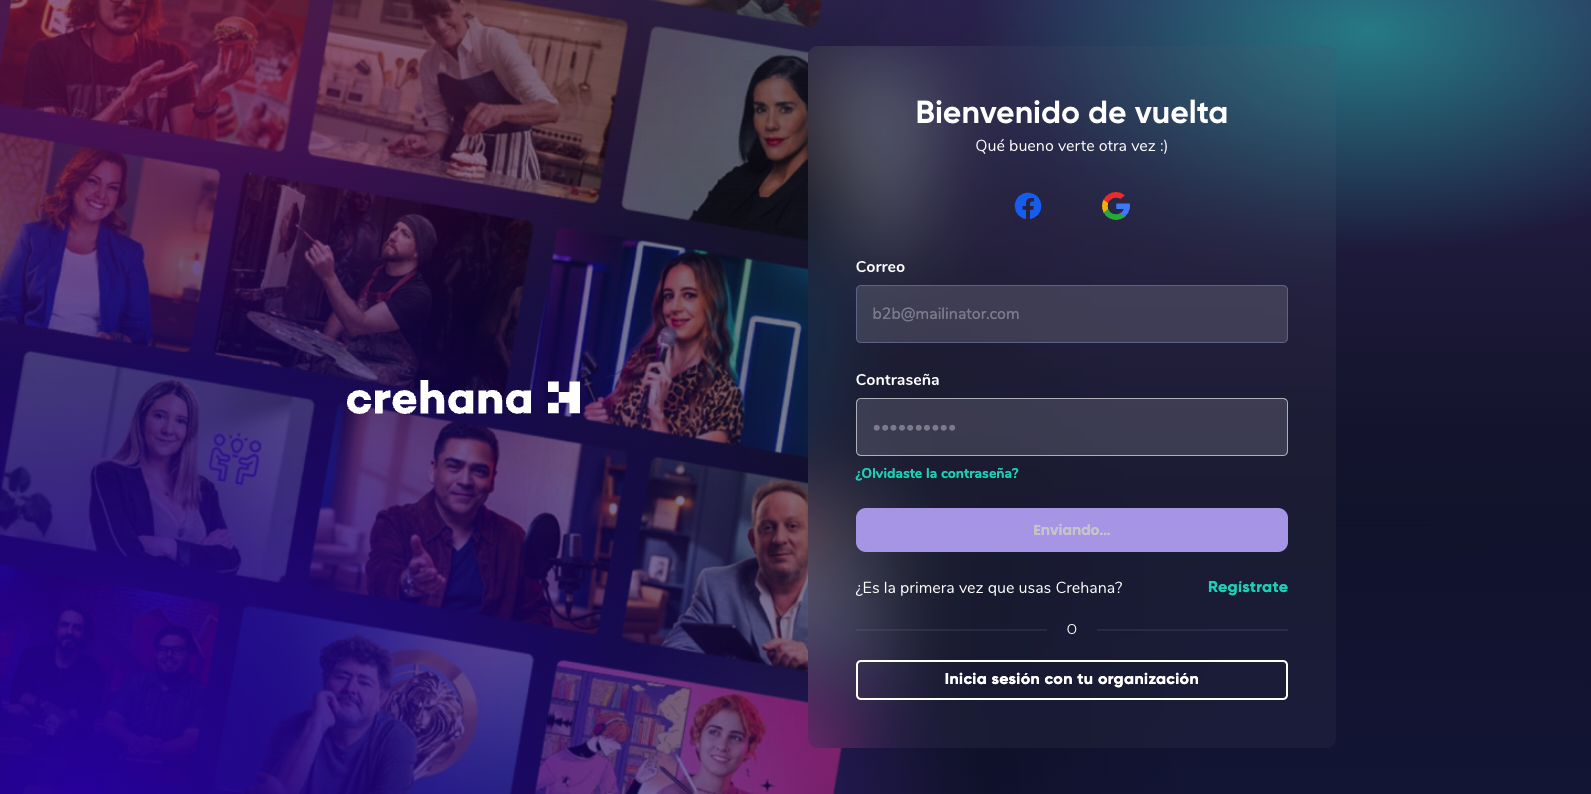 crehana
Bienvenido de vuelta
Qué bueno verte otra vez :)
Correo
b2b@mailinator.com
Contraseña
••••••••••
¿Olvidaste la contraseña?
Enviando...
¿Es la primera vez que usas Crehana?
Regístrate
O
Inicia sesión con tu organización